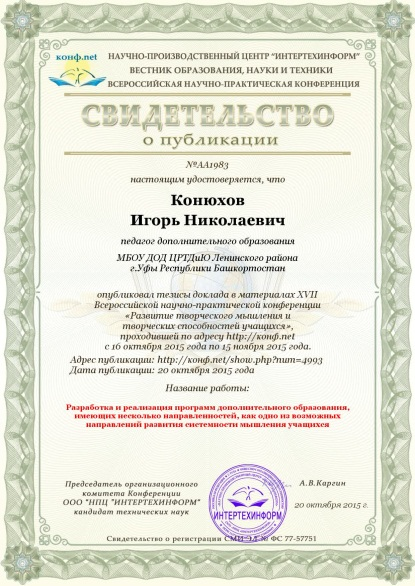 конф.net
НАУЧНО-ПРОИЗВОДСТВЕННЫЙ ЦЕНТР "ИНТЕРТЕХИНФОРМ"
ВЕСТНИК ОБРАЗОВАНИЯ, НАУКИ И ТЕХНИКИ
ВСЕРОССИЙСКАЯ НАУЧНО-ПРАКТИЧЕСКАЯ КОНФЕРЕНЦИЯ
СВИДЕТЕЛЬСТВО
о публикации
№АА1983
настоящим удостоверяется, что
Конюхов
Игорь Николаевич
педагог дополнительного образования
МБОУ ДОД ЦРТДиЮ Ленинского района
г.Уфы Республики Башкортостан
опубликовал тезисы доклада в материалах XVII
Всероссийской научно-практической конференции
«Развитие творческого мышления и
творческих способностей учащихся»,
проходившей по адресу http://конф.net
с 16 октября 2015 года по 15 ноября 2015 года.
Адрес публикации: http://конф.net/show.php?num=4993
Дата публикации: 20 октября 2015 года
Название работы:
Разработка и реализация программ дополнительного образования,
имеющих несколько направленностей, как одно из возможных
направлений развития системности мышления учащихся
Председатель организационного
комитета Конференции
ООО "НПЦ "ИНТЕРТЕХИНФОРМ"
кандидат технических наук
А.В.Каргин
20 октября 2015 г.
ИНТЕРТЕХИНФОРМ
Свидетельство о регистрации СМИ ЭЛ № ФС 77-57751